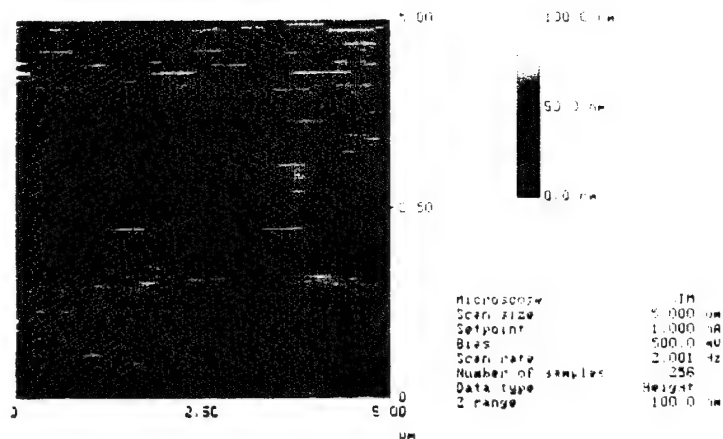 5.00
100.0 nm
50.0 nm
2.50
0.0 nm
Microscope STM
Scan size 5.000 um
Setpoint 1.000 nA
Bias 500.0 mV
Scan rate 2.001 Hz
Number of samples 256
Data type Height
Z range 100.0 nm
0
0 2.50 5.00
μm